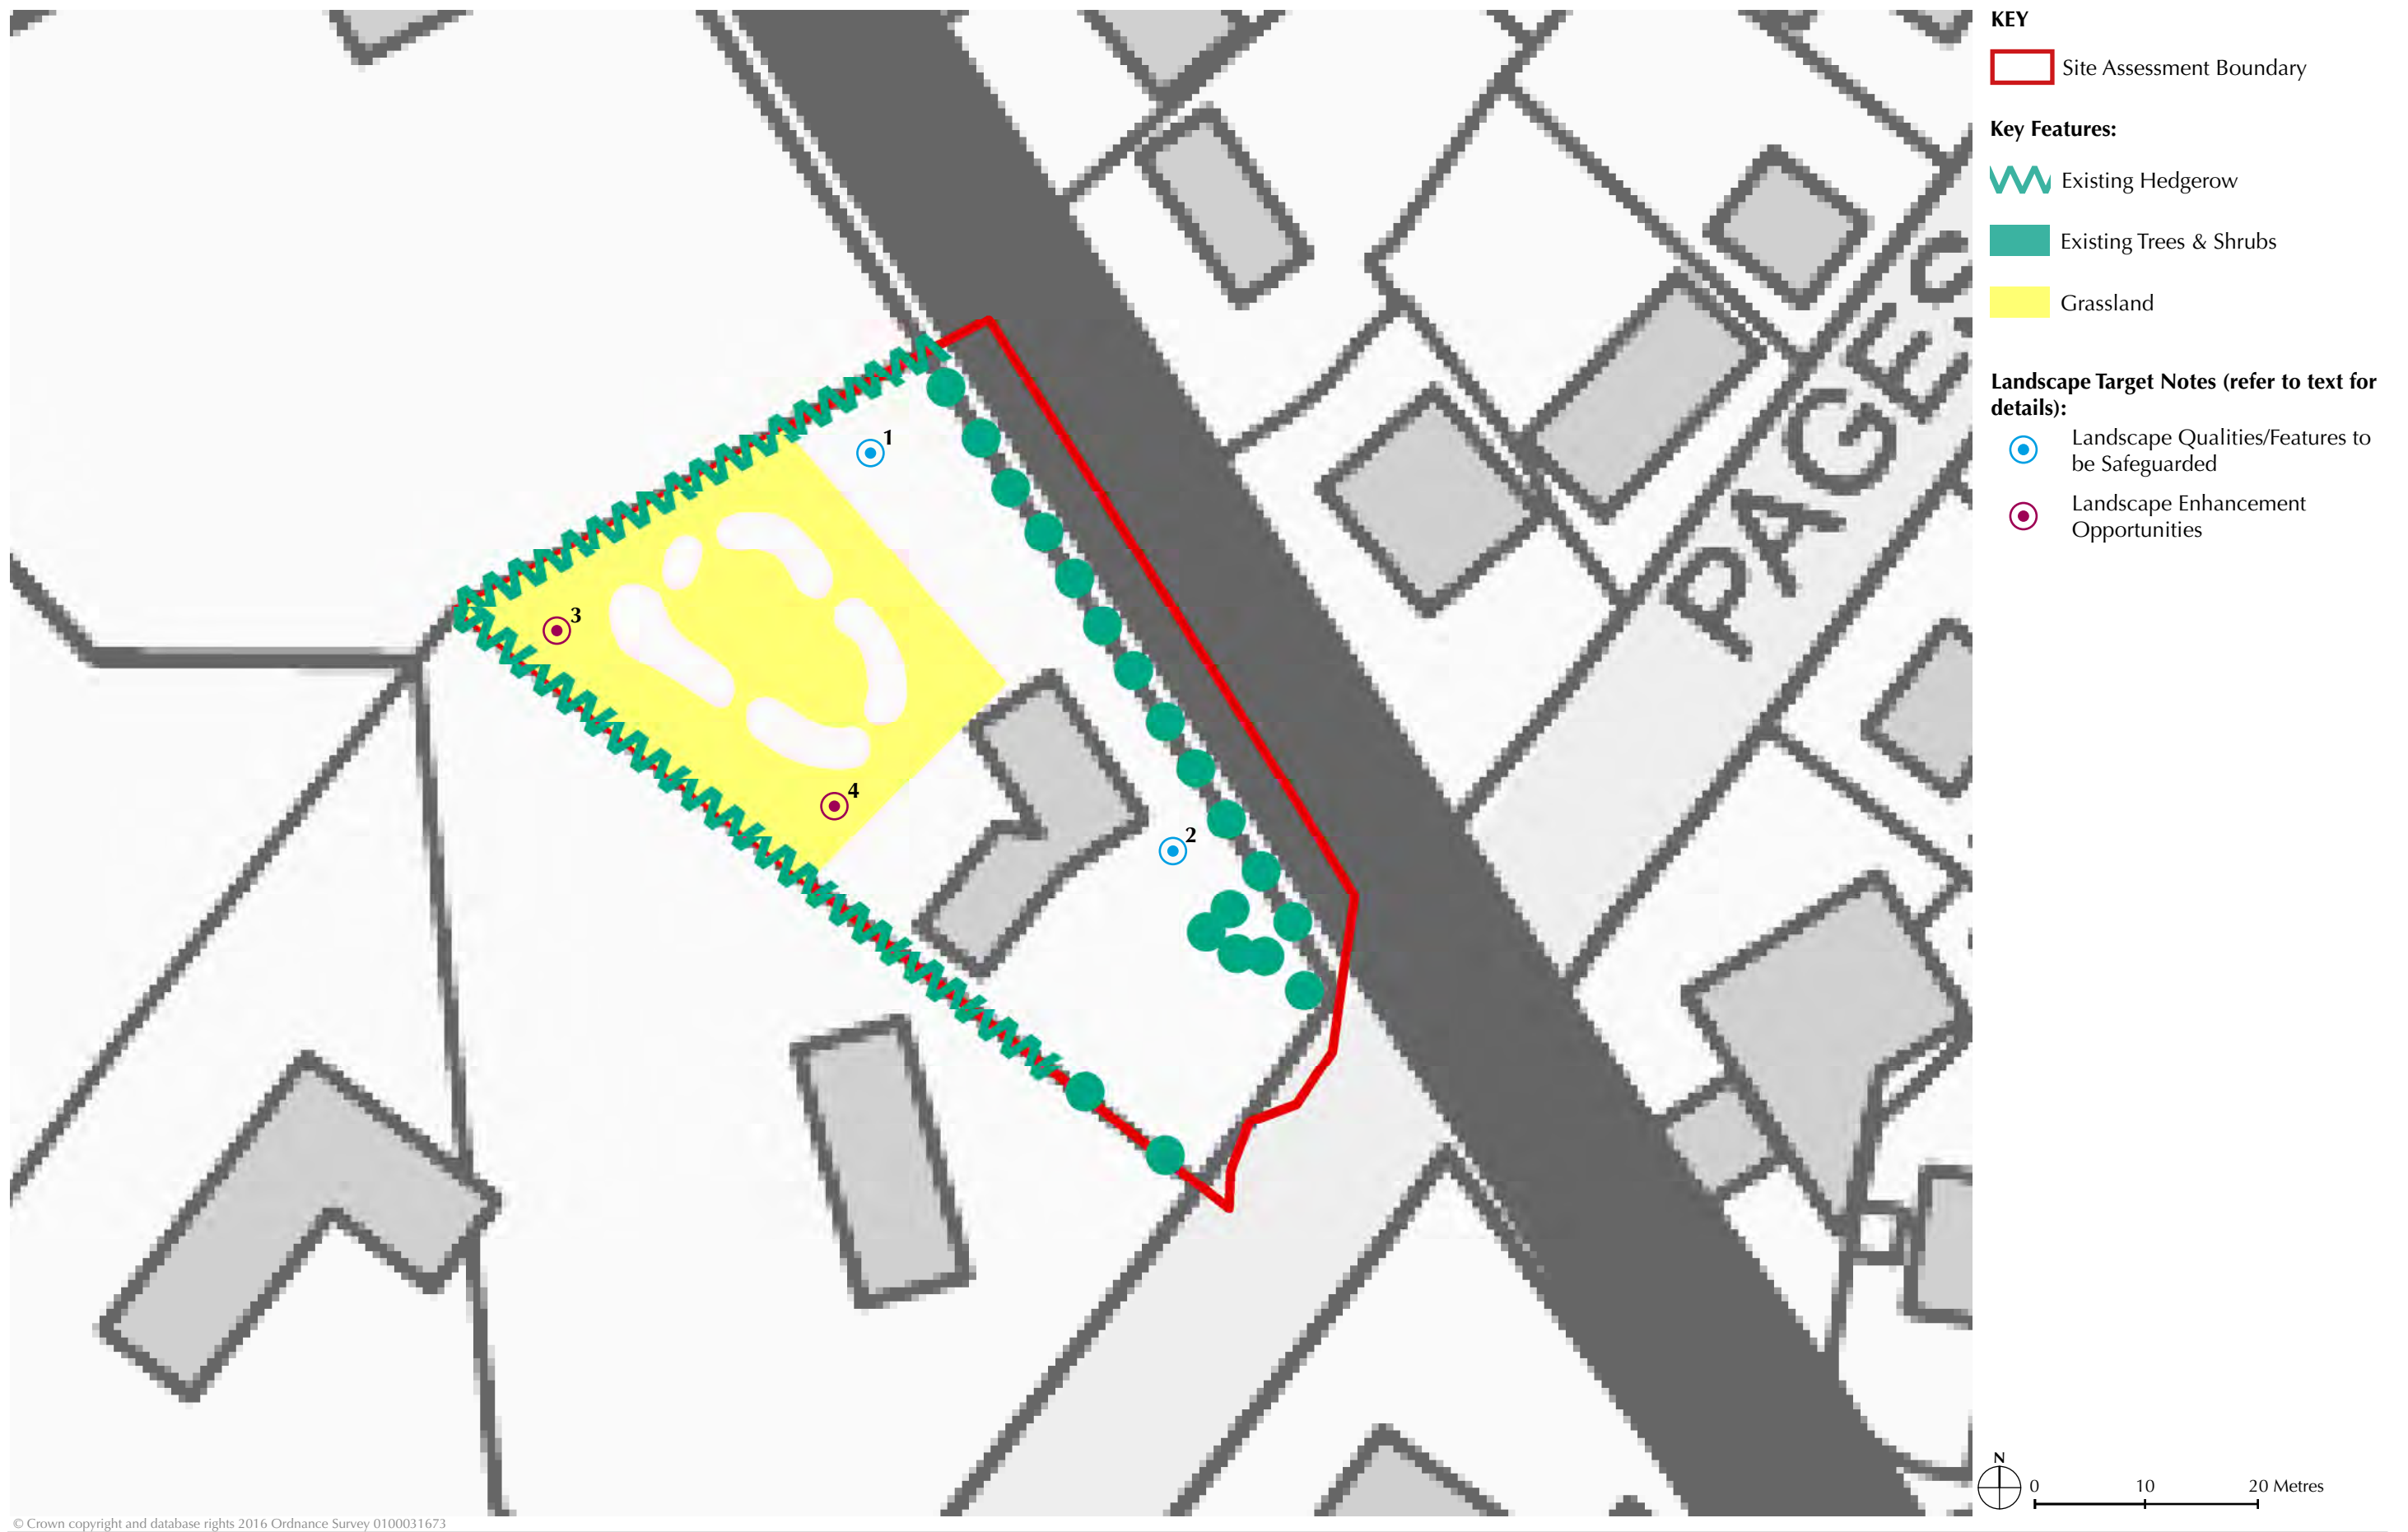 KEY
Site Assessment Boundary
Key Features:
Existing Hedgerow
Existing Trees & Shrubs
Grassland
Landscape Target Notes (refer to text for
details):
Landscape Qualities/Features to
be Safeguarded
Landscape Enhancement
Opportunities
1
2
3
4
PAGES
N
0 10 20 Metres
© Crown copyright and database rights 2016 Ordnance Survey 0100031673